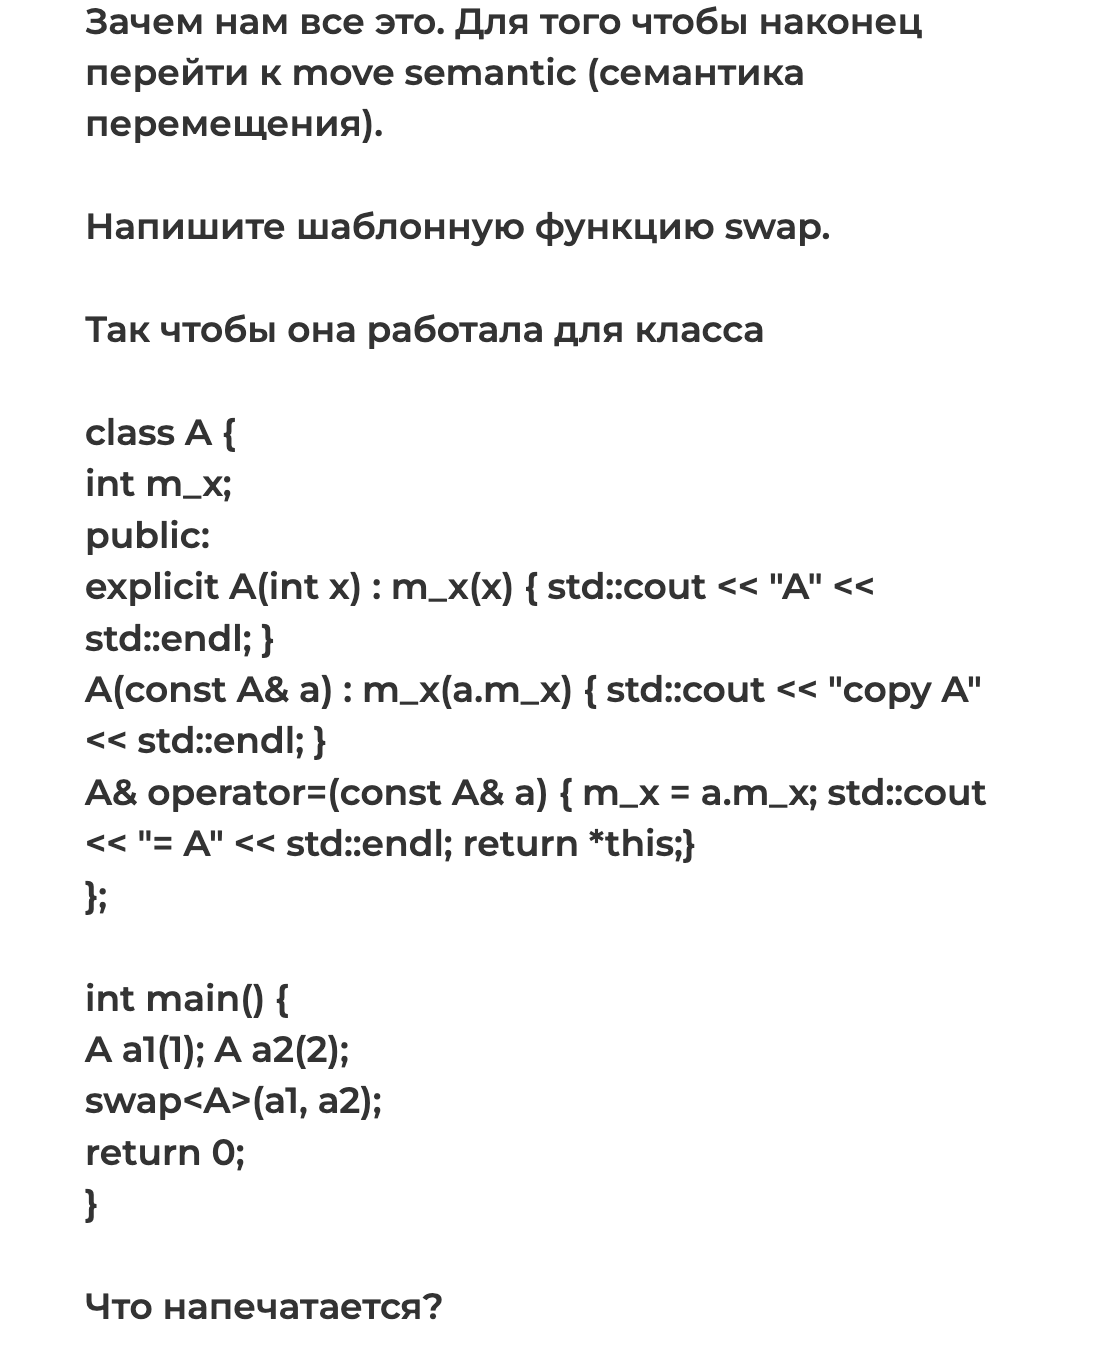 Зачем нам все это. Для того чтобы наконец
перейти к move semantic (семантика
перемещения).
Напишите шаблонную функцию swap.
Так чтобы она работала для класса
class A {
int m_x;
public:
explicit A(int x) : m_x(x) { std::cout << "A" <<
std::endl; }
A(const A& a) : m_x(a.m_x) { std::cout << "copy A"
<< std::endl; }
A& operator=(const A& a) { m_x = a.m_x; std::cout
<< "= A" << std::endl; return *this;}
};
int main() {
A a1(1); A a2(2);
swap<A>(a1, a2);
return 0;
}
Что напечатается?